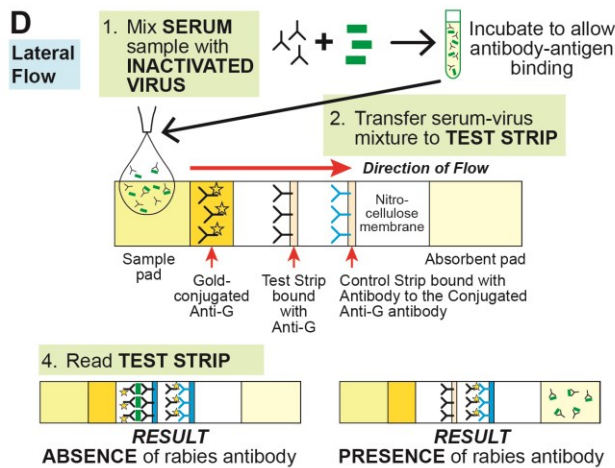 D
Lateral
Flow
1. Mix SERUM
sample with
INACTIVATED
VIRUS
Incubate to allow
antibody-antigen
binding
2. Transfer serum-virus
mixture to TEST STRIP
Direction of Flow
Nitro-
cellulose
membrane
Sample
pad
Absorbent pad
Gold-
conjugated
Anti-G
Test Strip
bound
with
Anti-G
Control Strip bound with
Antibody to the Conjugated
Anti-G antibody
4. Read TEST STRIP
RESULT
ABSENCE of rabies antibody
RESULT
PRESENCE of rabies antibody